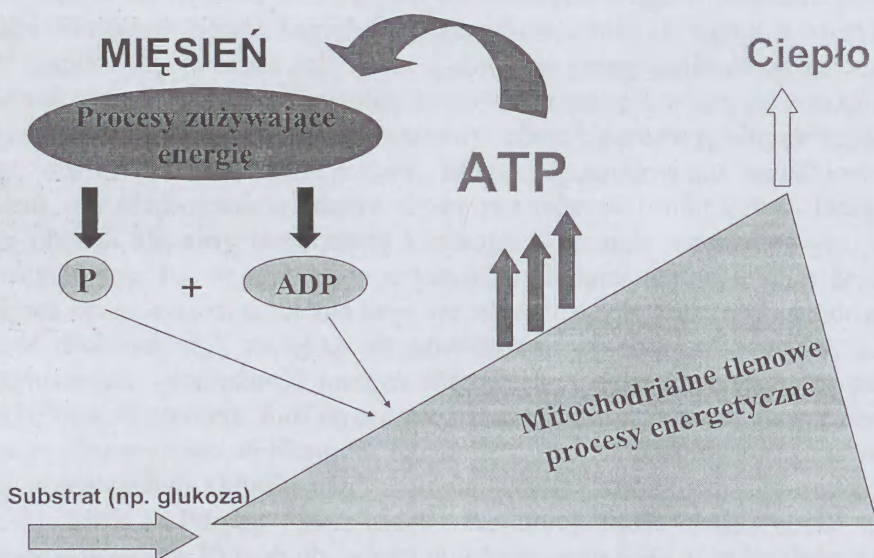 MIĘSIEŃ
Ciepło
Procesy zużywające
energię
ATP
P + ADP
Mitochodrialne tlenowe
procesy energetyczne
Substrat (np. glukoza)